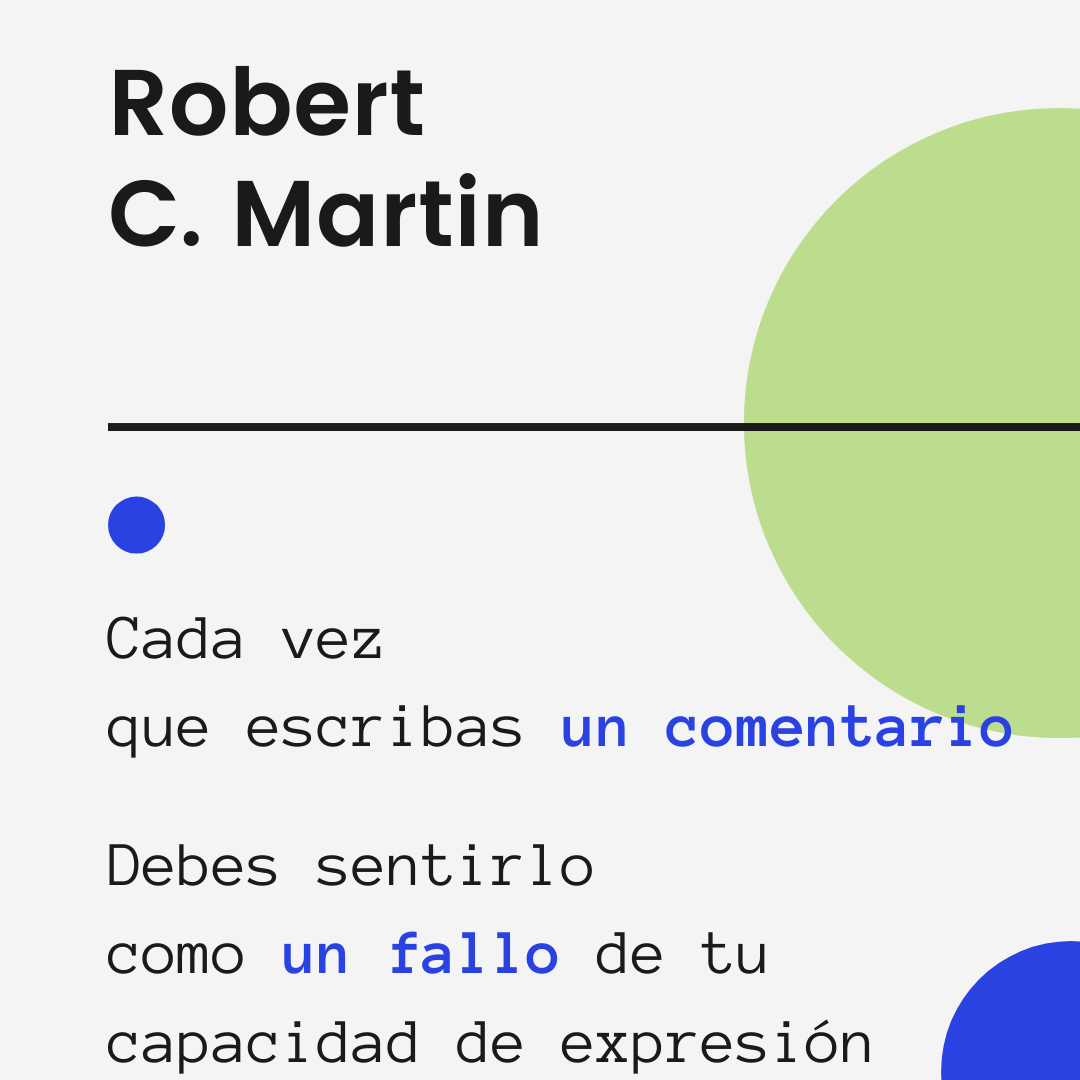 Robert
C. Martin
Cada vez
que escribas un comentario
Debes sentirlo
como un fallo de tu
capacidad de expresión